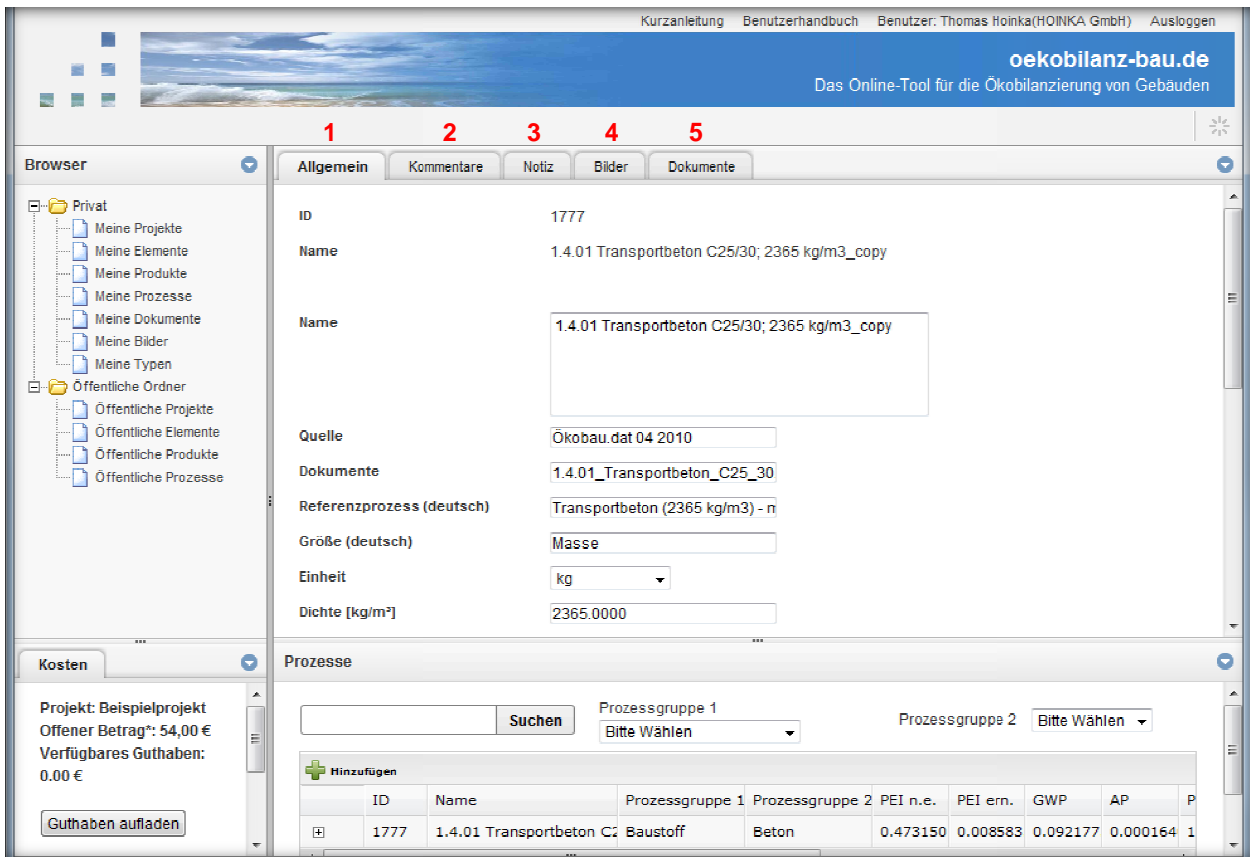 Kurzanleitung Benutzerhandbuch Benutzer: Thomas Hoinka(HOINKA GmbH) Ausloggen
oekobilanz-bau.de
Das Online-Tool für die Ökobilanzierung von Gebäuden
1 2 3 4 5
Browser
Allgemein Kommentare Notiz Bilder Dokumente
Privat
Meine Projekte
Meine Elemente
Meine Produkte
Meine Prozesse
Meine Dokumente
Meine Bilder
Meine Typen
Öffentliche Ordner
Öffentliche Projekte
Öffentliche Elemente
Öffentliche Produkte
Öffentliche Prozesse
ID 1777
Name 1.4.01 Transportbeton C25/30; 2365 kg/m3_copy
Name 1.4.01 Transportbeton C25/30; 2365 kg/m3_copy
Quelle Ökobau.dat 04 2010
Dokumente 1.4.01_Transportbeton_C25_30
Referenzprozess (deutsch) Transportbeton (2365 kg/m3) - m
Größe (deutsch) Masse
Einheit kg
Dichte [kg/m³] 2365.0000
Kosten
Projekt: Beispielprojekt
Offener Betrag*: 54,00 €
Verfügbares Guthaben:
0.00 €
Guthaben aufladen
Prozesse
Suchen Prozessgruppe 1 Bitte Wählen Prozessgruppe 2 Bitte Wählen
Hinzufügen
ID Name Prozessgruppe 1 Prozessgruppe 2 PEI n.e. PEI ern. GWP AP P
1777 1.4.01 Transportbeton C2 Baustoff Beton 0.473150 0.008583 0.092177 0.000164 1